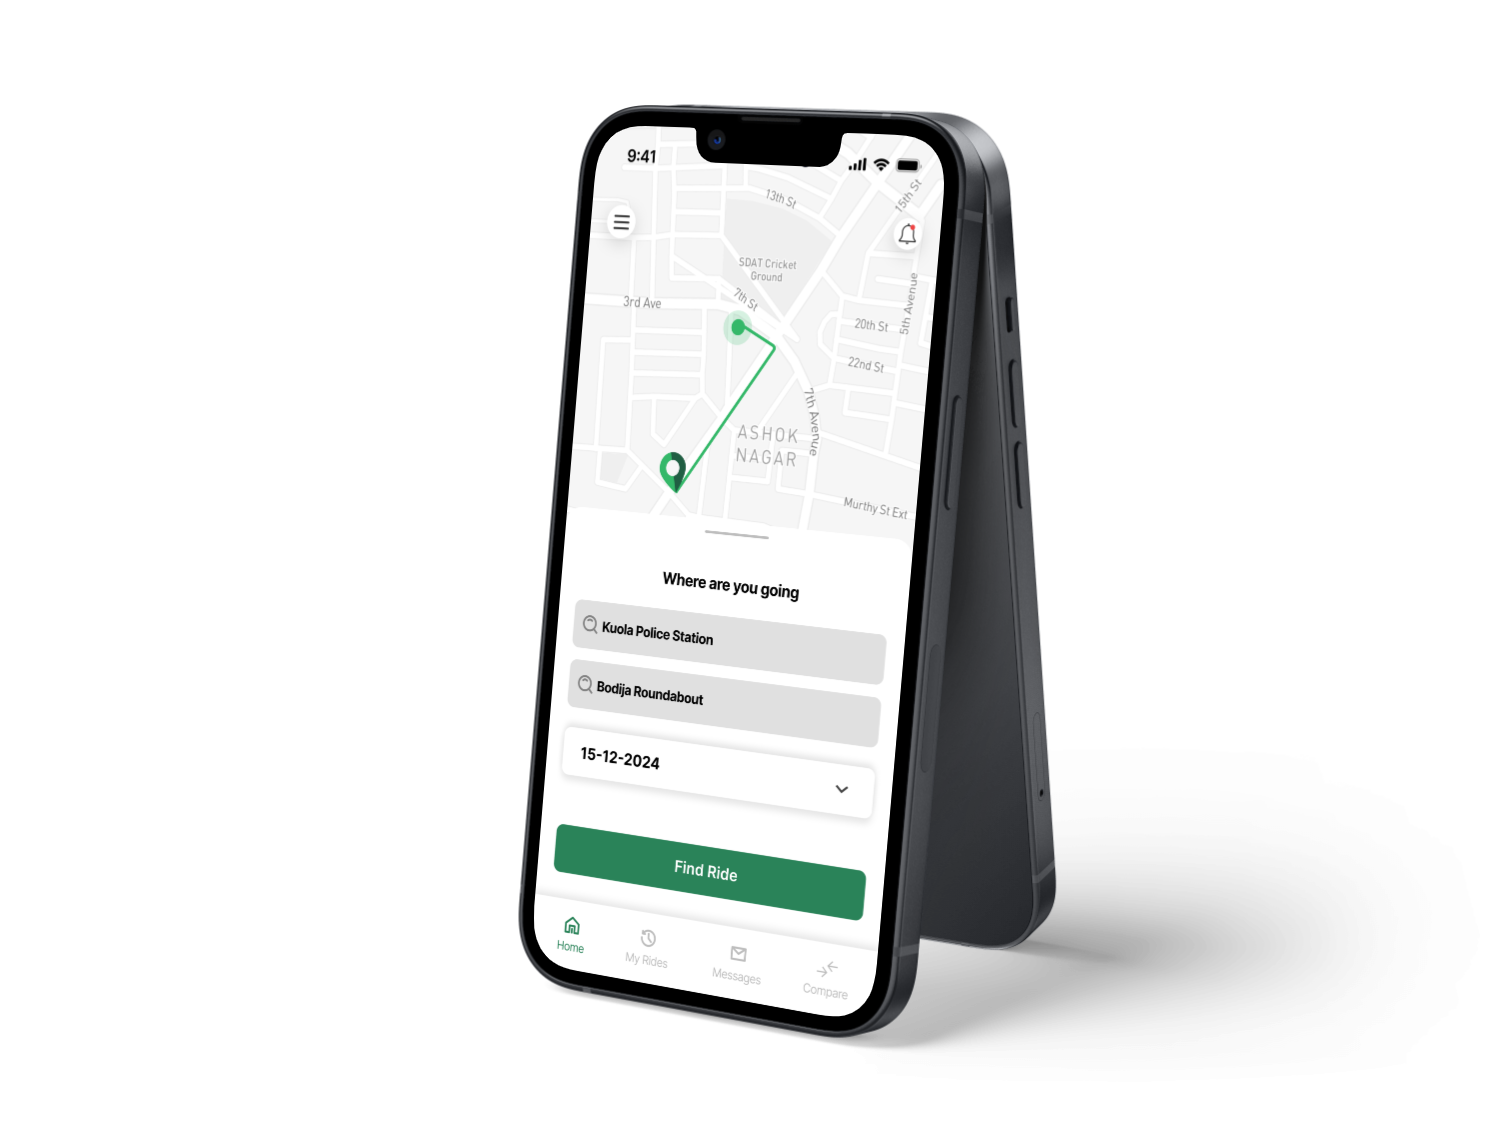 9:41
13th St
15th St
SDAT Cricket
Ground
7th St
3rd Ave
5th Avenue
20th St
22nd St
7th Avenue
ASHOK
NAGAR
Murthy St Ext
Where are you going
Kuola Police Station
Bodija Roundabout
15-12-2024
Find Ride
Home
My Rides
Messages
Compare